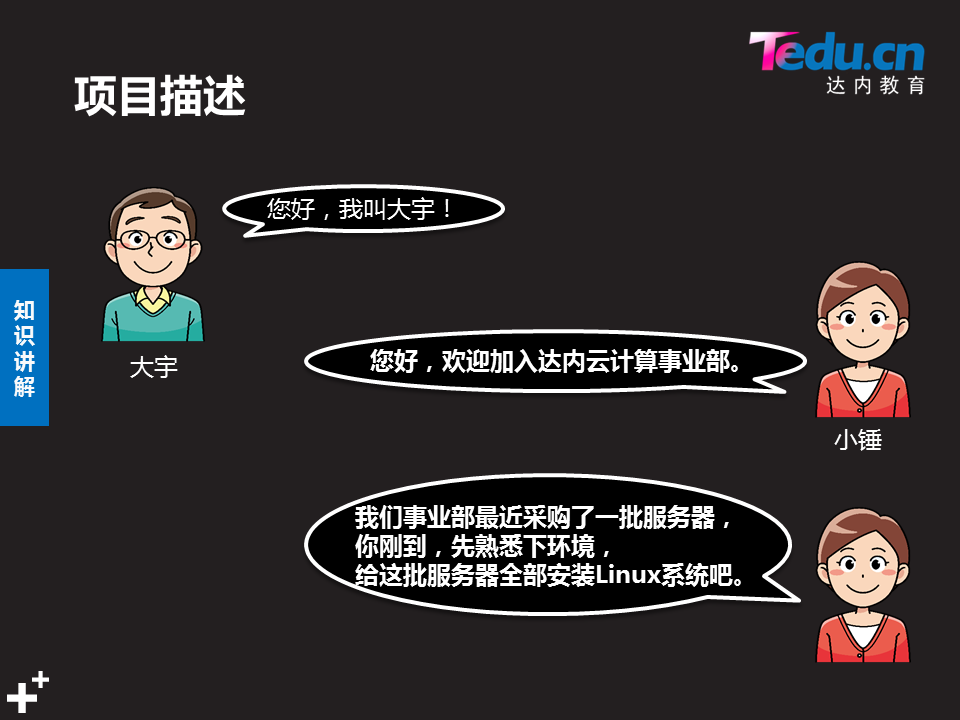 Tedu.cn
达内教育
项目描述
您好，我叫大宇！
大宇
知识讲解
您好，欢迎加入达内云计算事业部。
小锤
我们事业部最近采购了一批服务器，
你刚到，先熟悉下环境，
给这批服务器全部安装Linux系统吧。